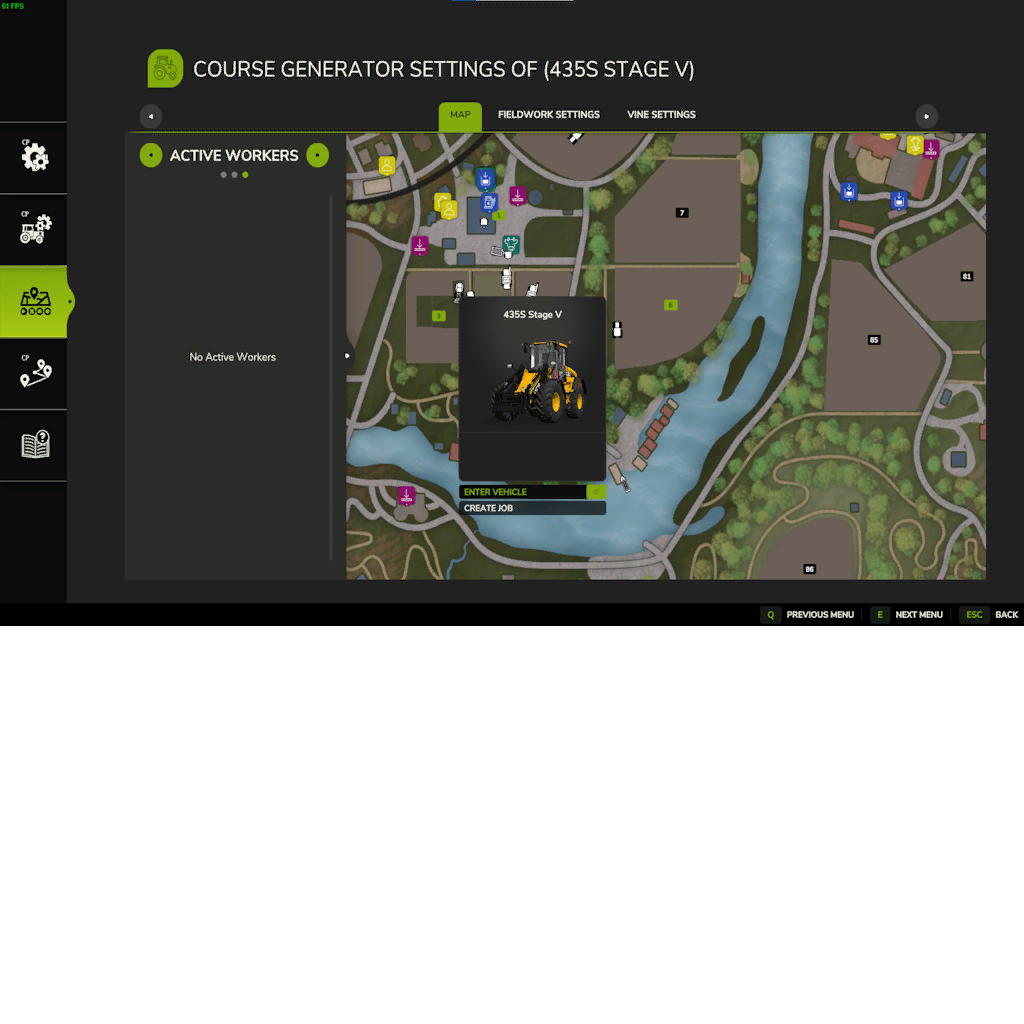 61 FPS
COURSE GENERATOR SETTINGS OF (435S STAGE V)
MAP
FIELDWORK SETTINGS
VINE SETTINGS
ACTIVE WORKERS
CP
CP
CP
No Active Workers
1
7
81
3
6
85
86
435S Stage V
ENTER VEHICLE
CREATE JOB
Q PREVIOUS MENU
E NEXT MENU
ESC BACK